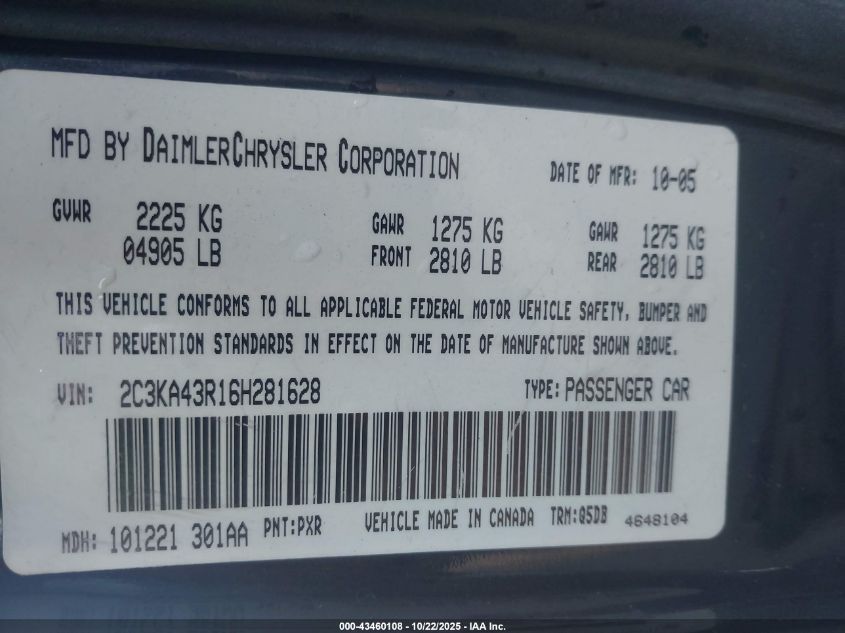 MFD BY DAIMLERCHRYSLER CORPORATION
DATE OF MFR: 10-05
GVWR 2225 KG 04905 LB
GAWR FRONT 1275 KG 2810 LB
GAWR REAR 1275 KG 2810 LB
THIS VEHICLE CONFORMS TO ALL APPLICABLE FEDERAL MOTOR VEHICLE SAFETY, BUMPER AND
THEFT PREVENTION STANDARDS IN EFFECT ON THE DATE OF MANUFACTURE SHOWN ABOVE.
VIN: 2C3KA43R16H281628 TYPE: PASSENGER CAR
MDH: 101221 301AA PNT:PXR VEHICLE MADE IN CANADA TRM:Q5DB 4648104
000-43460108 - 10/22/2025 - IAA Inc.